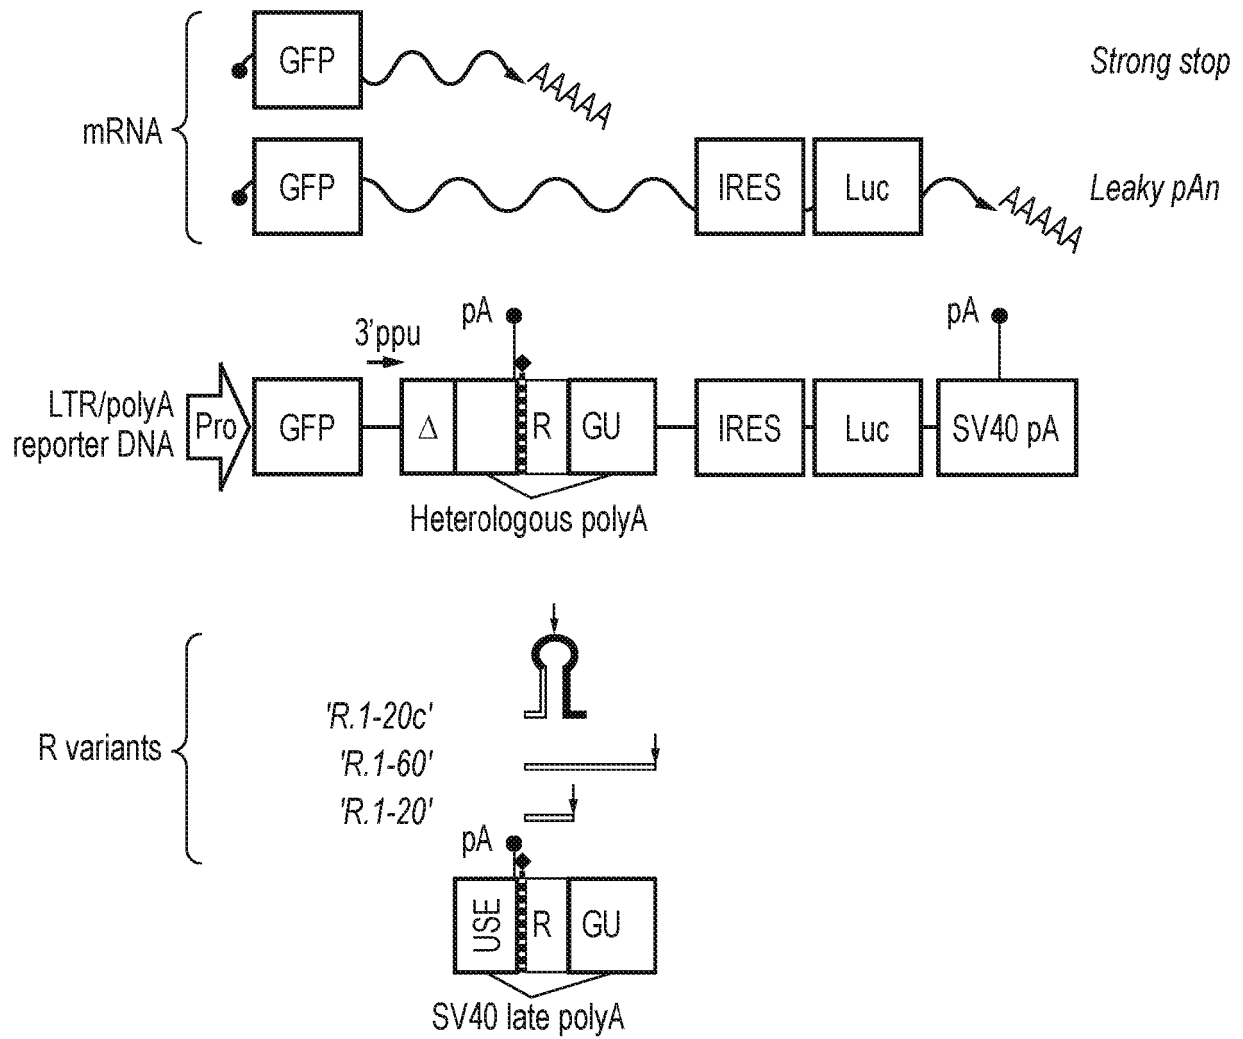 GFP
AAAAA
Strong stop
mRNA
GFP
IRES
Luc
AAAAA
Leaky pAn
pA
pA
3'ppu
LTR/polyA
reporter DNA
Pro
GFP
Δ
R
GU
IRES
Luc
SV40 pA
Heterologous polyA
'R.1-20c'
R variants
'R.1-60'
'R.1-20'
pA
USE
R
GU
SV40 late polyA